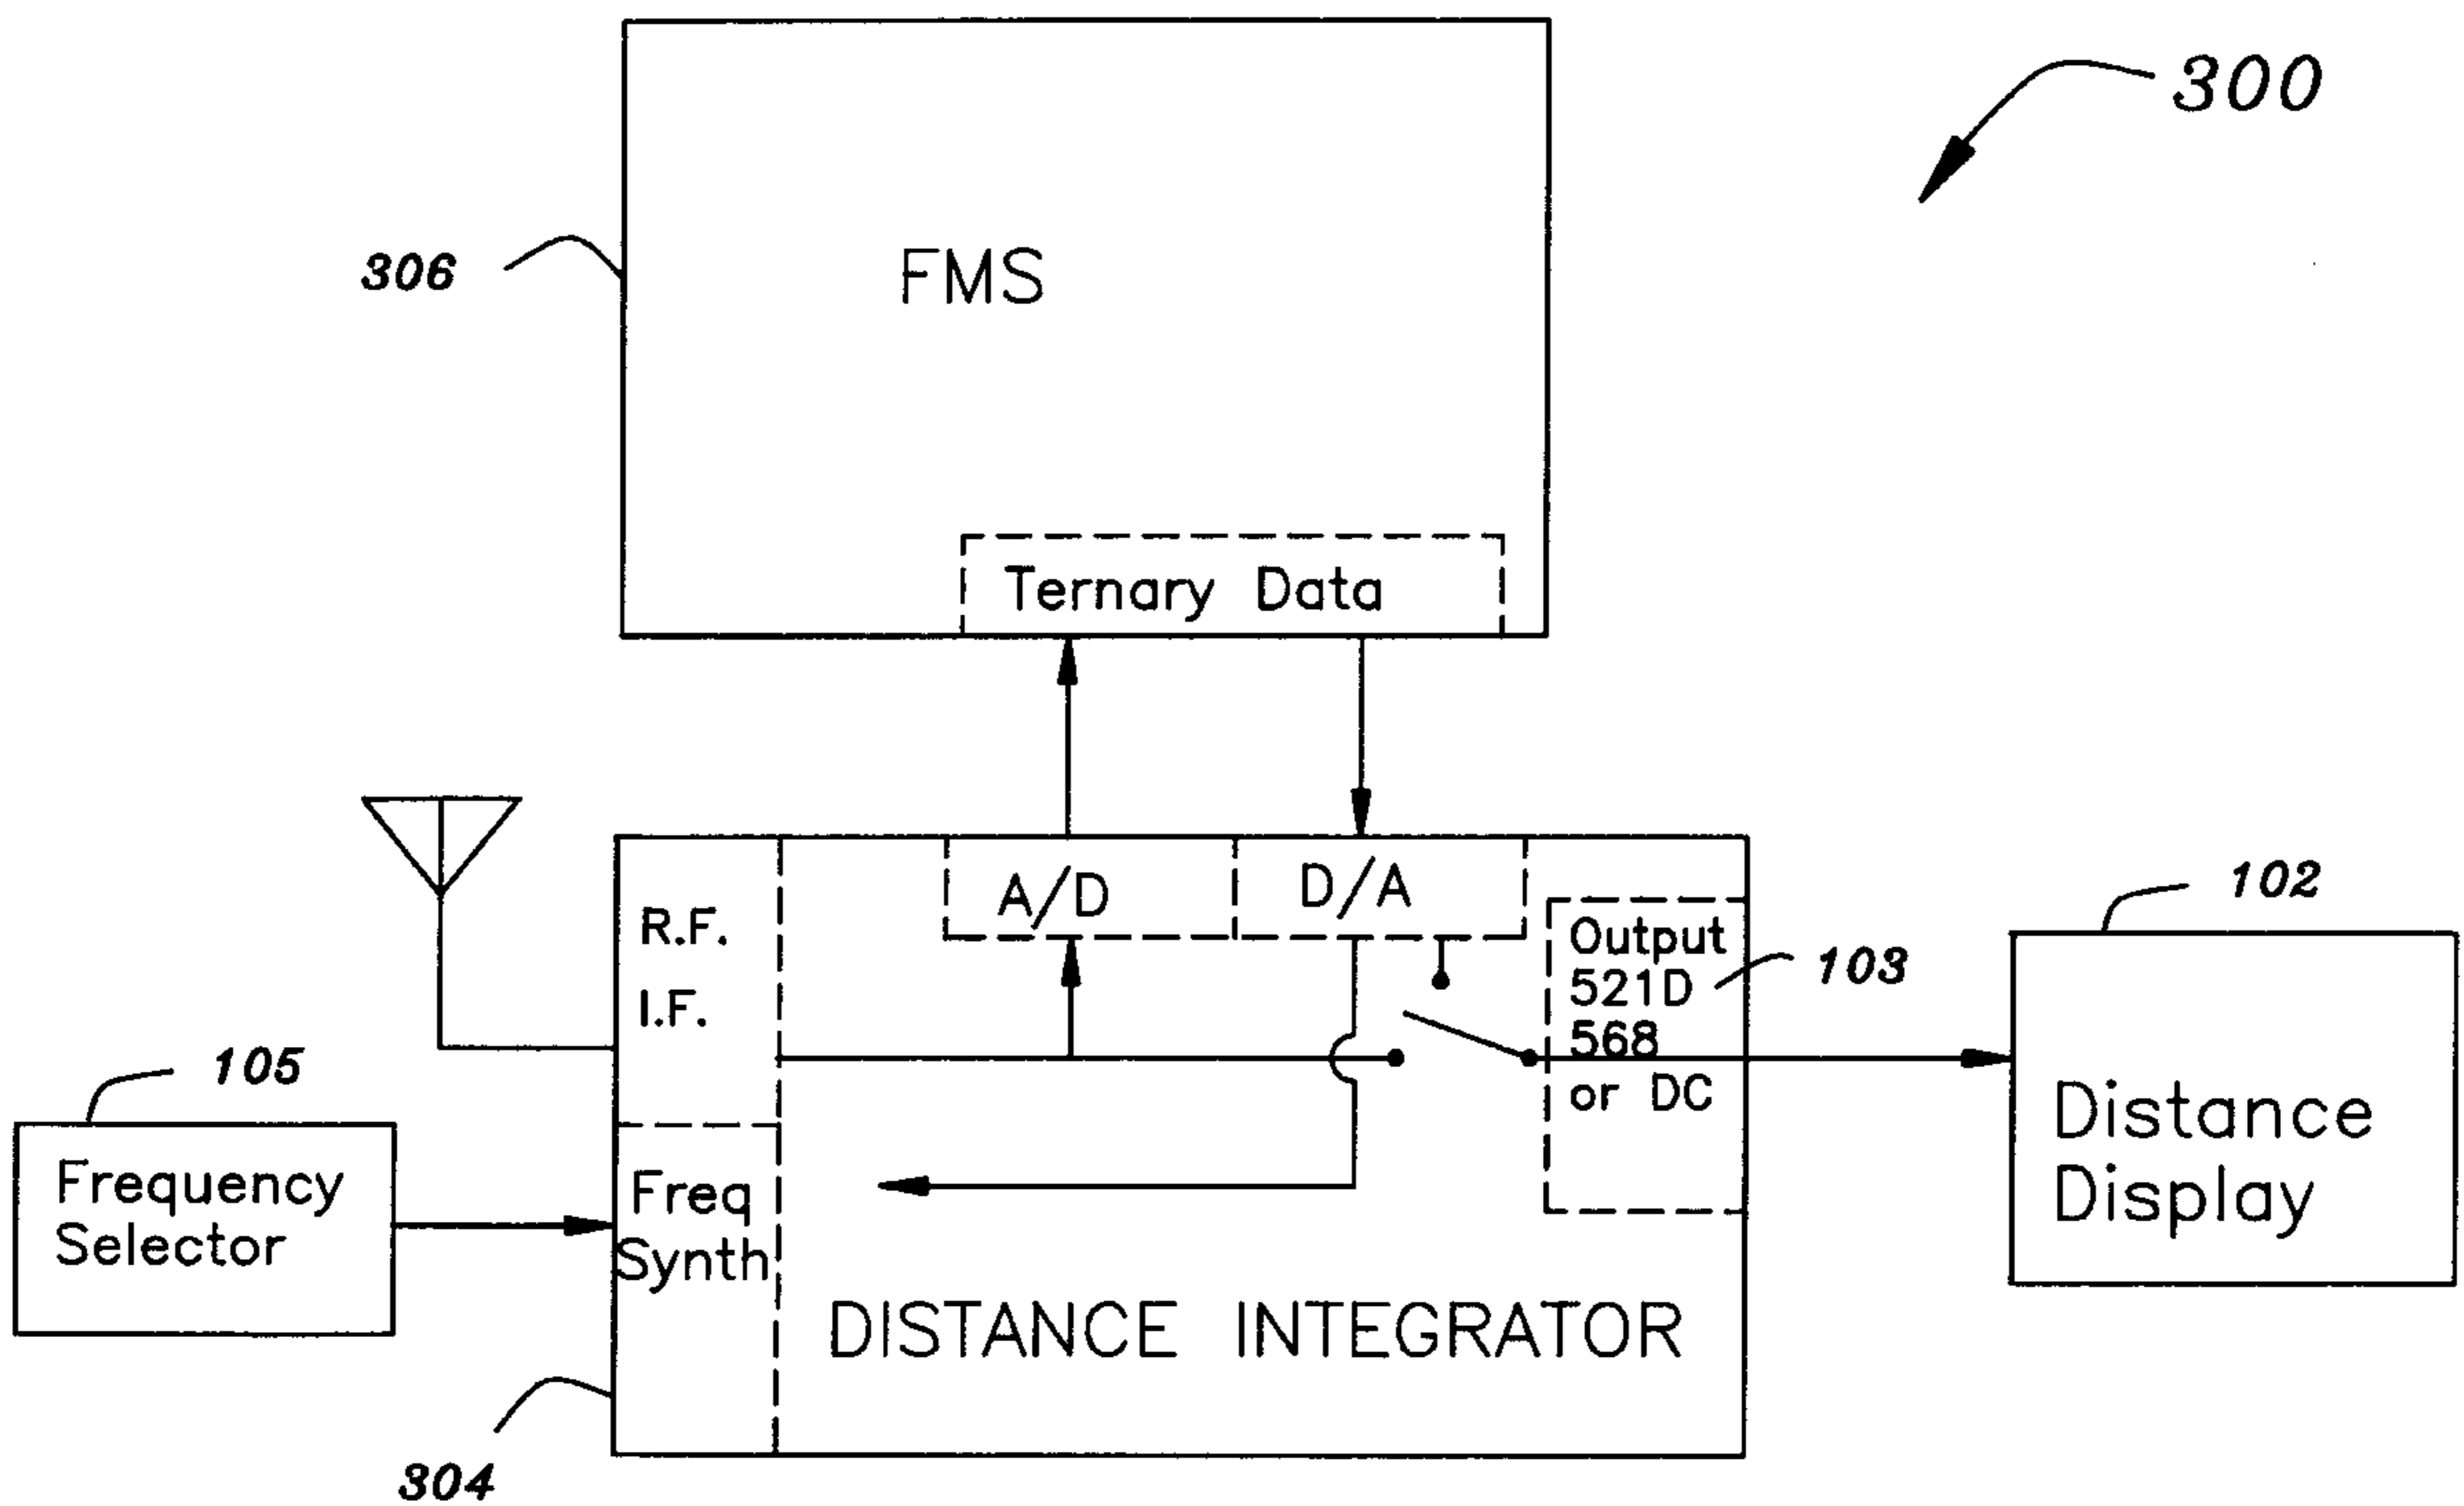 300
306
FMS
Ternary Data
A/D
D/A
102
R.F.
I.F.
Output
521D
568
or DC
103
105
Frequency
Selector
Freq
Synth
Distance
Display
DISTANCE INTEGRATOR
304